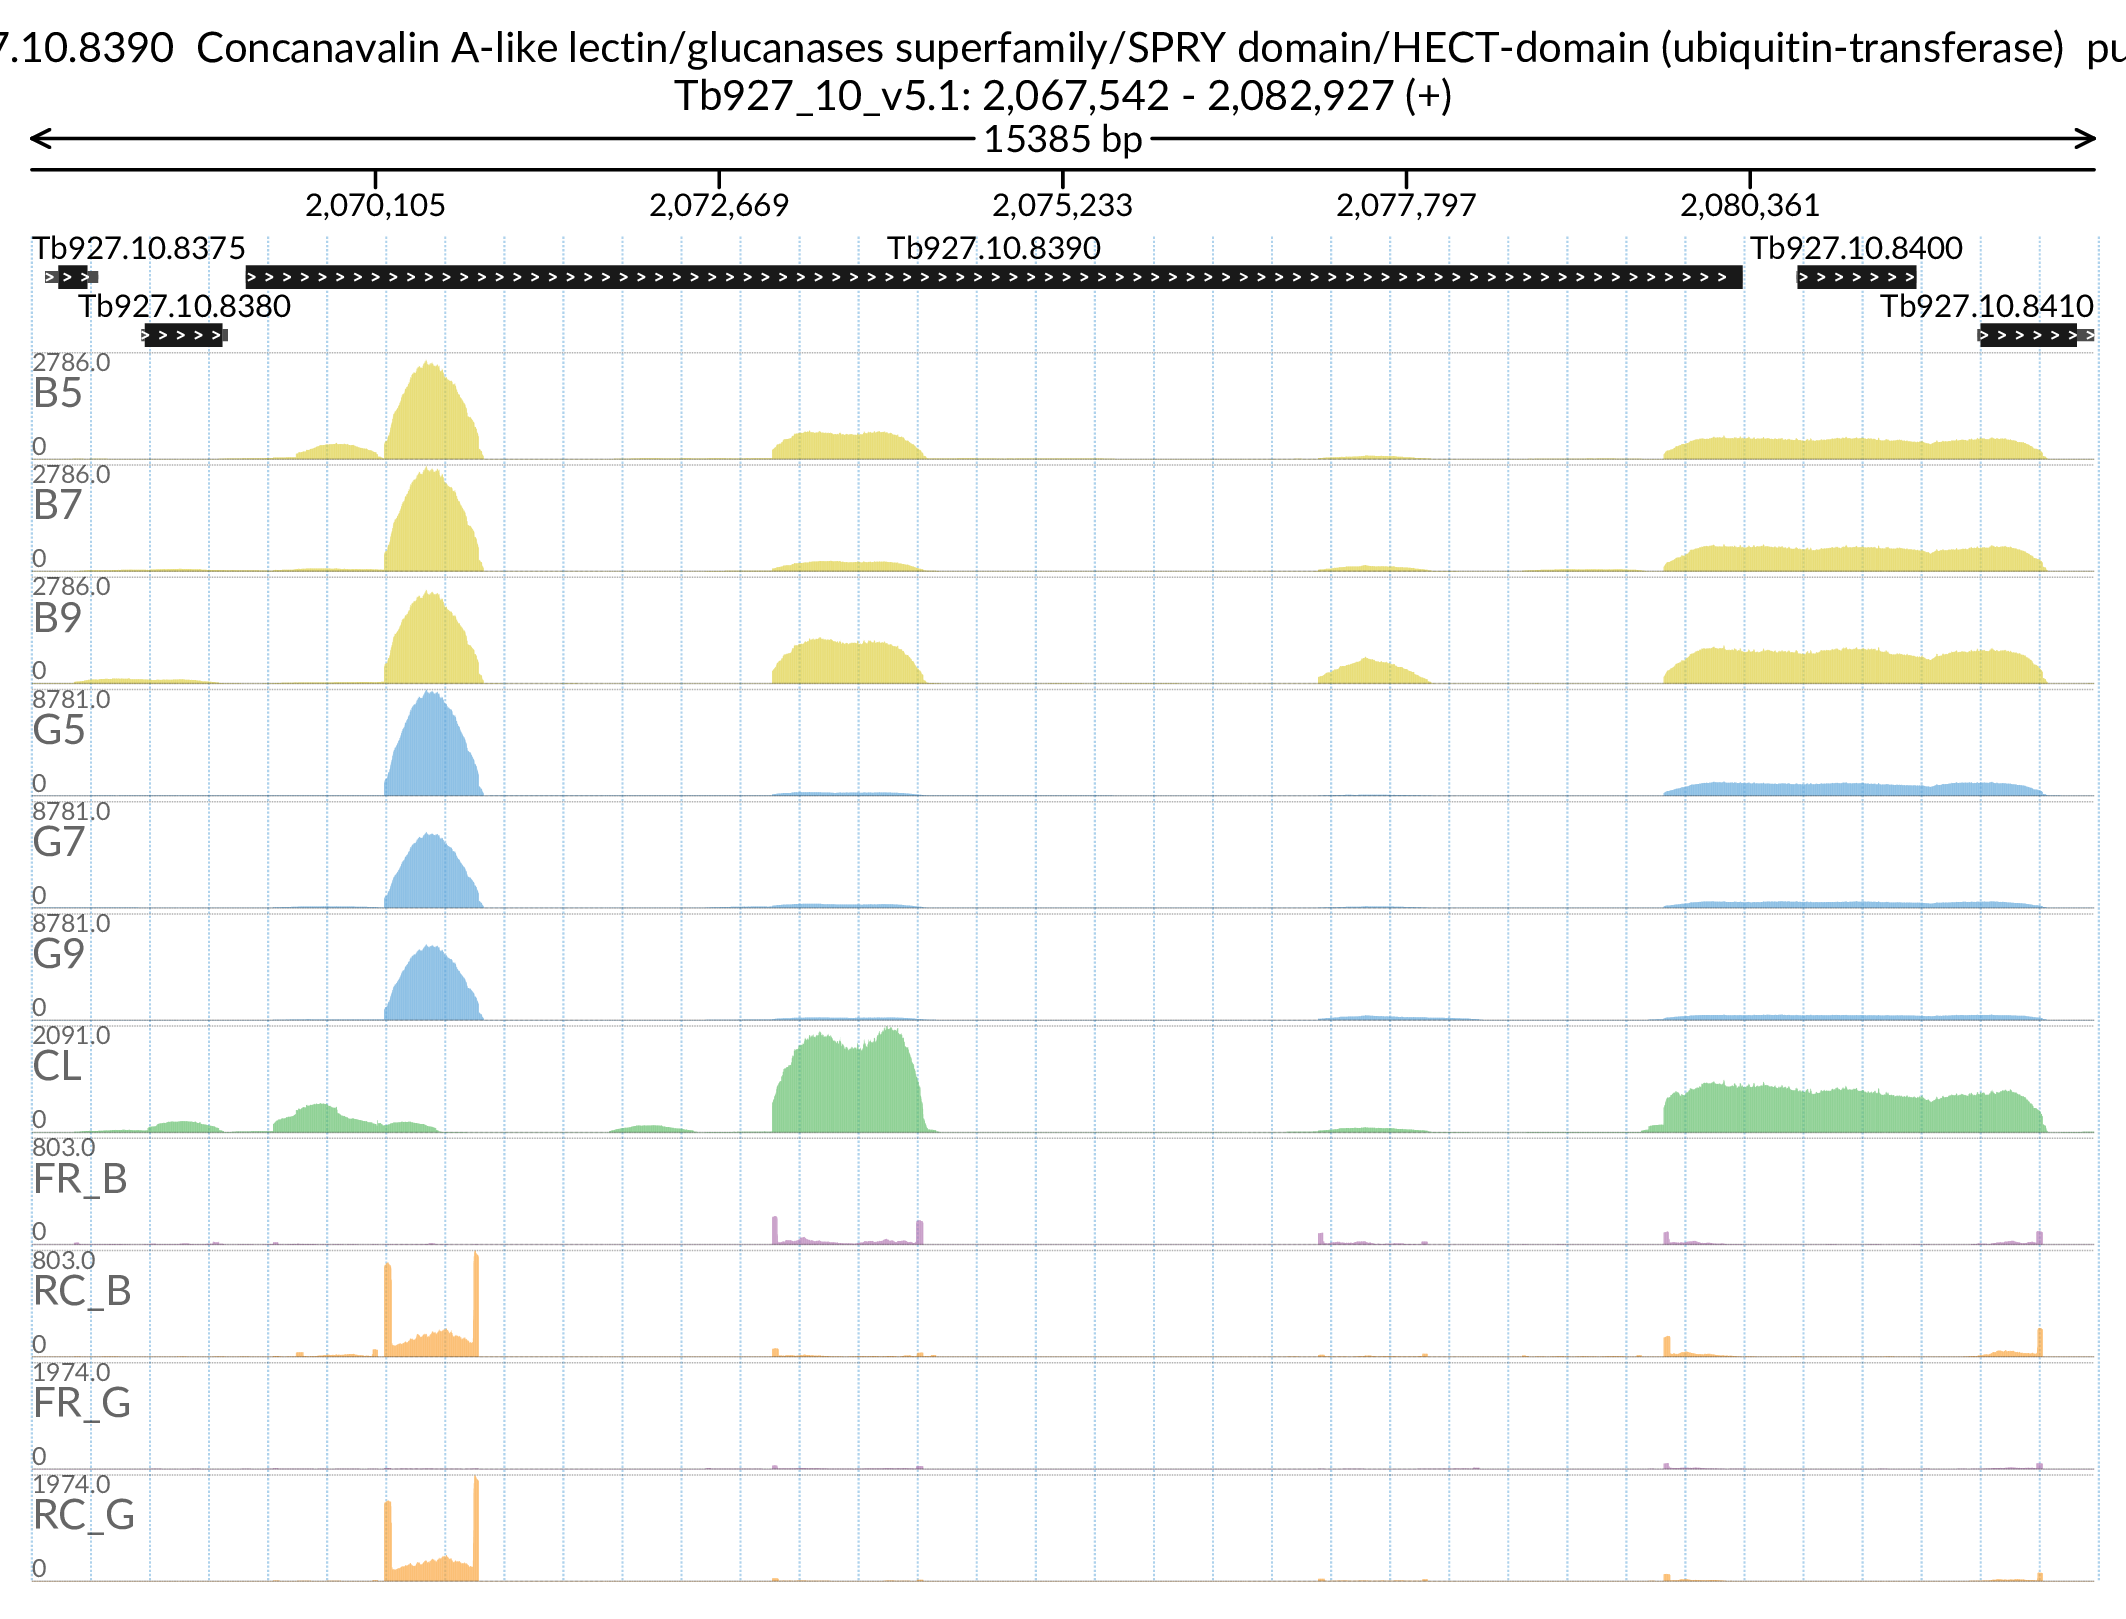 7.10.8390 Concanavalin A-like lectin/glucanases superfamily/SPRY domain/HECT-domain (ubiquitin-transferase) pu
Tb927_10_v5.1: 2,067,542 - 2,082,927 (+)
15385 bp
2,070,105 2,072,669 2,075,233 2,077,797 2,080,361
Tb927.10.8375 Tb927.10.8390 Tb927.10.8400
Tb927.10.8380 Tb927.10.8410
2786.0
B5
0
2786.0
B7
0
2786.0
B9
0
8781.0
G5
0
8781.0
G7
0
8781.0
G9
0
2091.0
CL
0
803.0
FR_B
0
803.0
RC_B
0
1974.0
FR_G
0
1974.0
RC_G
0